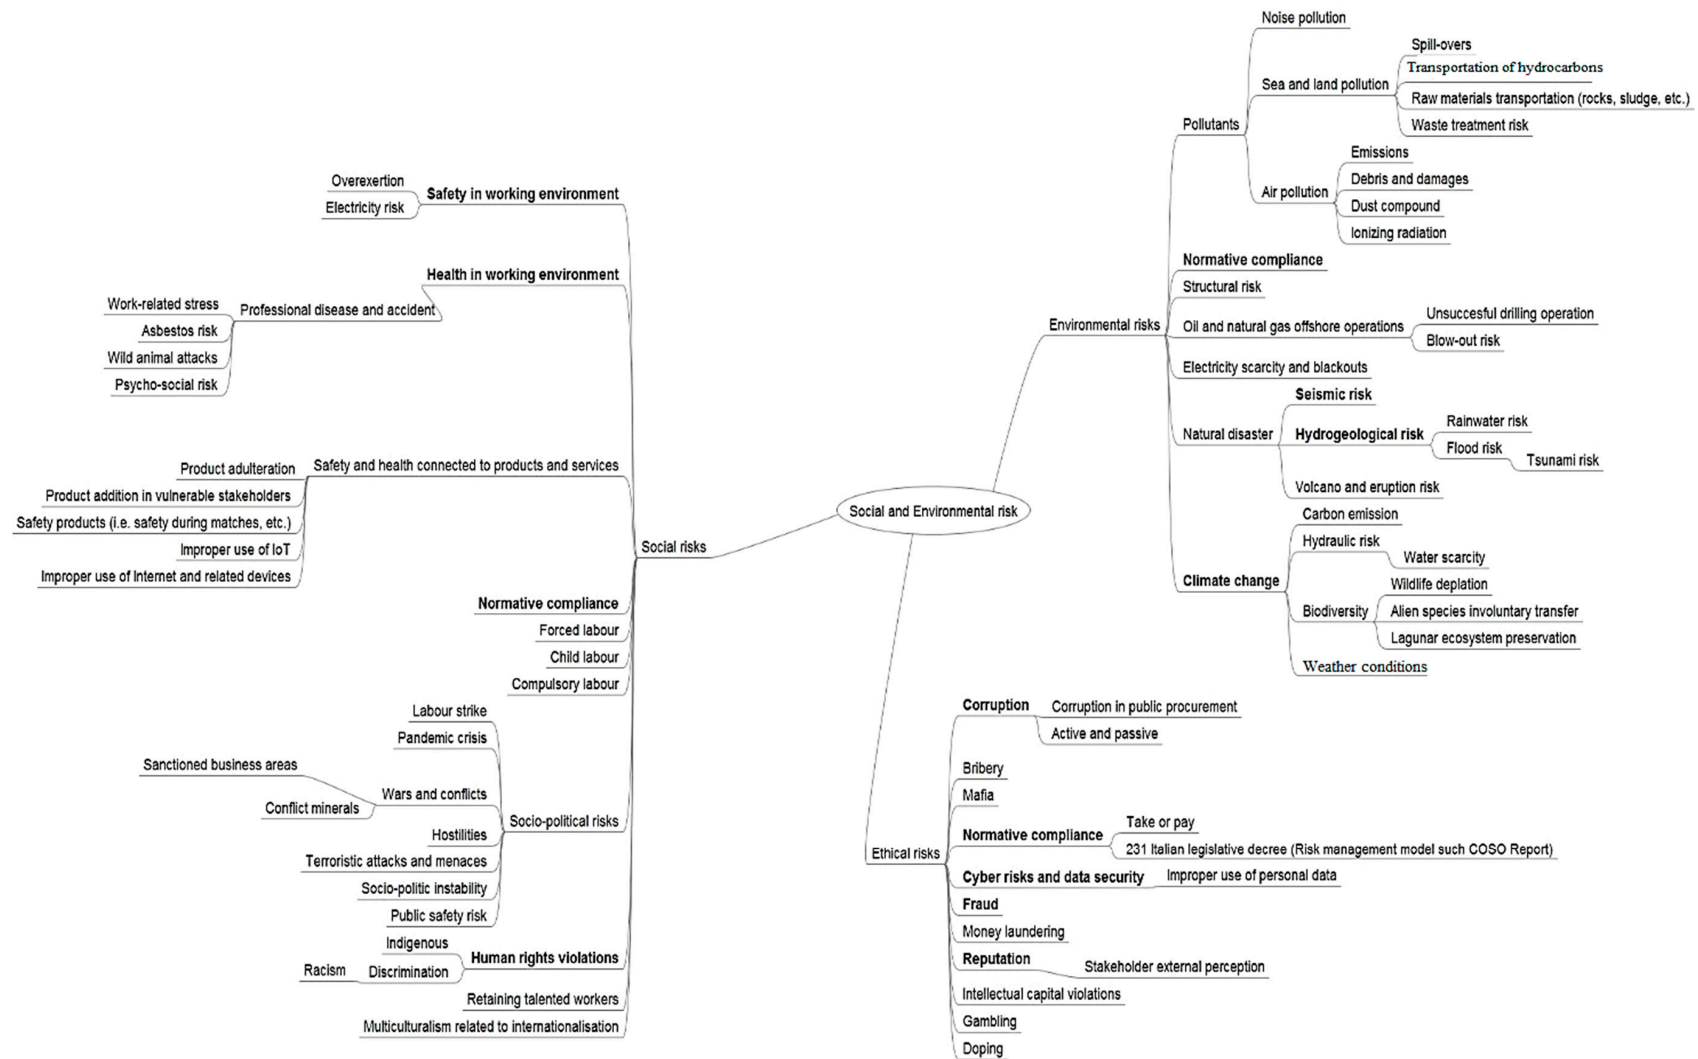 Social and Environmental risk
Social risks
Safety in working environment
Overexertion
Electricity risk
Health in working environment
Professional disease and accident
Work-related stress
Asbestos risk
Wild animal attacks
Psycho-social risk
Safety and health connected to products and services
Product adulteration
Product addition in vulnerable stakeholders
Safety products (i.e. safety during matches, etc.)
Improper use of IoT
Improper use of Internet and related devices
Normative compliance
Forced labour
Child labour
Compulsory labour
Socio-political risks
Labour strike
Pandemic crisis
Wars and conflicts
Sanctioned business areas
Conflict minerals
Hostilities
Terroristic attacks and menaces
Socio-politic instability
Public safety risk
Human rights violations
Indigenous
Discrimination
Racism
Retaining talented workers
Multiculturalism related to internationalisation
Environmental risks
Pollutants
Noise pollution
Sea and land pollution
Spill-overs
Transportation of hydrocarbons
Raw materials transportation (rocks, sludge, etc.)
Waste treatment risk
Air pollution
Emissions
Debris and damages
Dust compound
Ionizing radiation
Normative compliance
Structural risk
Oil and natural gas offshore operations
Unsuccesful drilling operation
Blow-out risk
Electricity scarcity and blackouts
Natural disaster
Seismic risk
Hydrogeological risk
Rainwater risk
Flood risk
Tsunami risk
Volcano and eruption risk
Climate change
Carbon emission
Hydraulic risk
Water scarcity
Biodiversity
Wildlife deplation
Alien species involuntary transfer
Lagunar ecosystem preservation
Weather conditions
Ethical risks
Corruption
Corruption in public procurement
Active and passive
Bribery
Mafia
Normative compliance
Take or pay
231 Italian legislative decree (Risk management model such COSO Report)
Cyber risks and data security
Improper use of personal data
Fraud
Money laundering
Reputation
Stakeholder external perception
Intellectual capital violations
Gambling
Doping